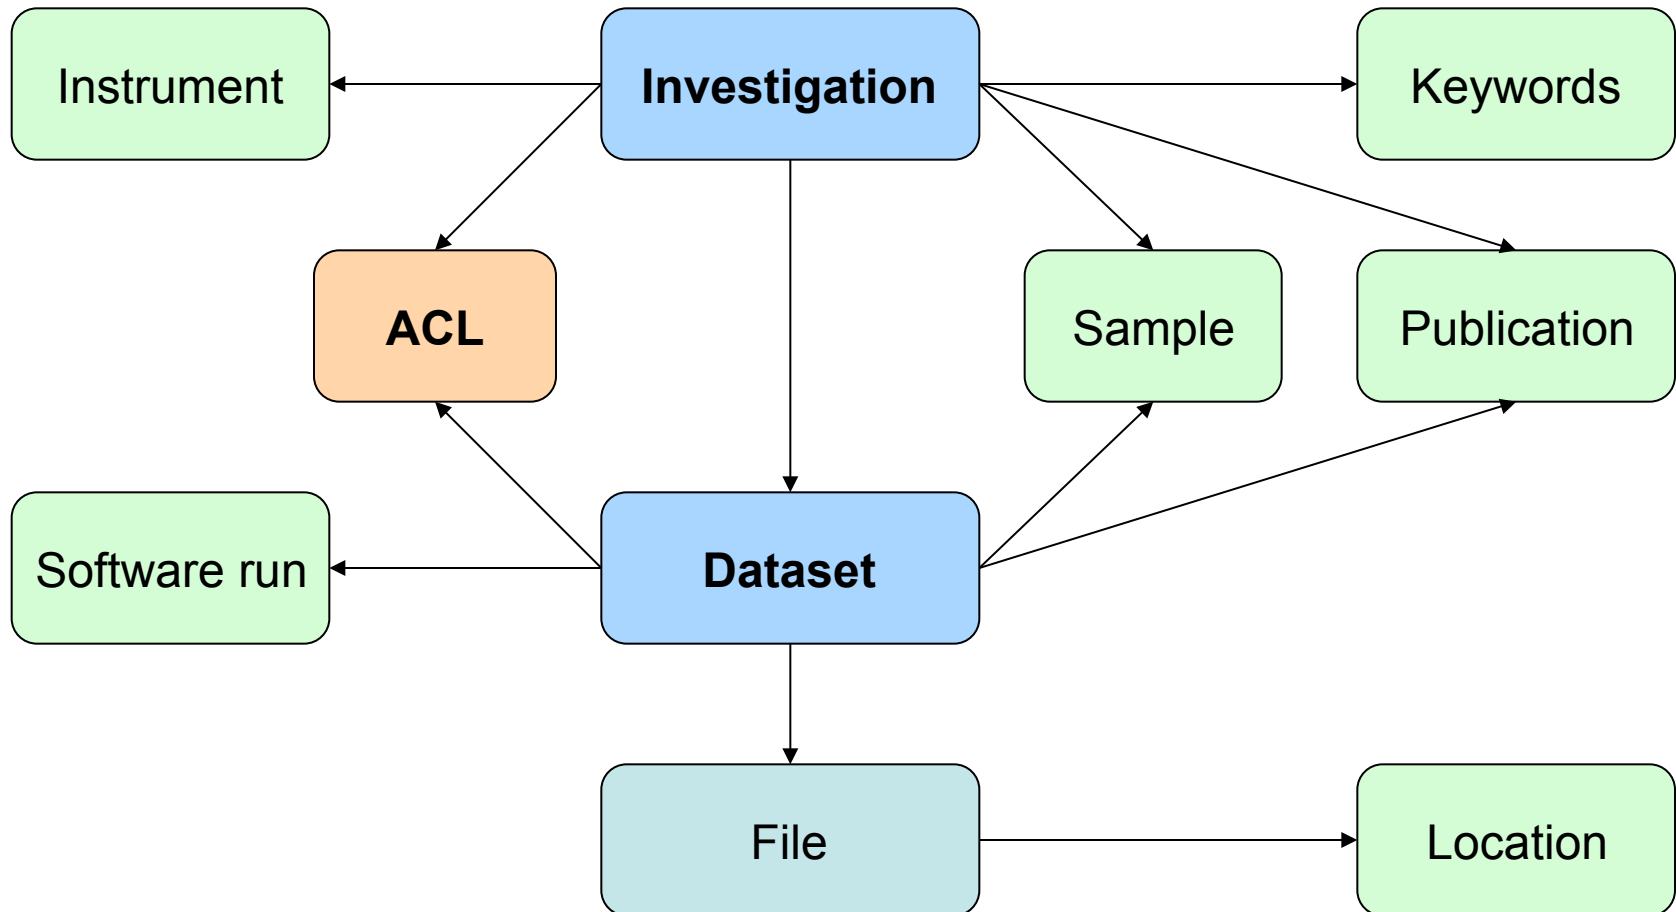 Instrument
Investigation
Keywords
ACL
Sample
Publication
Software run
Dataset
File
Location